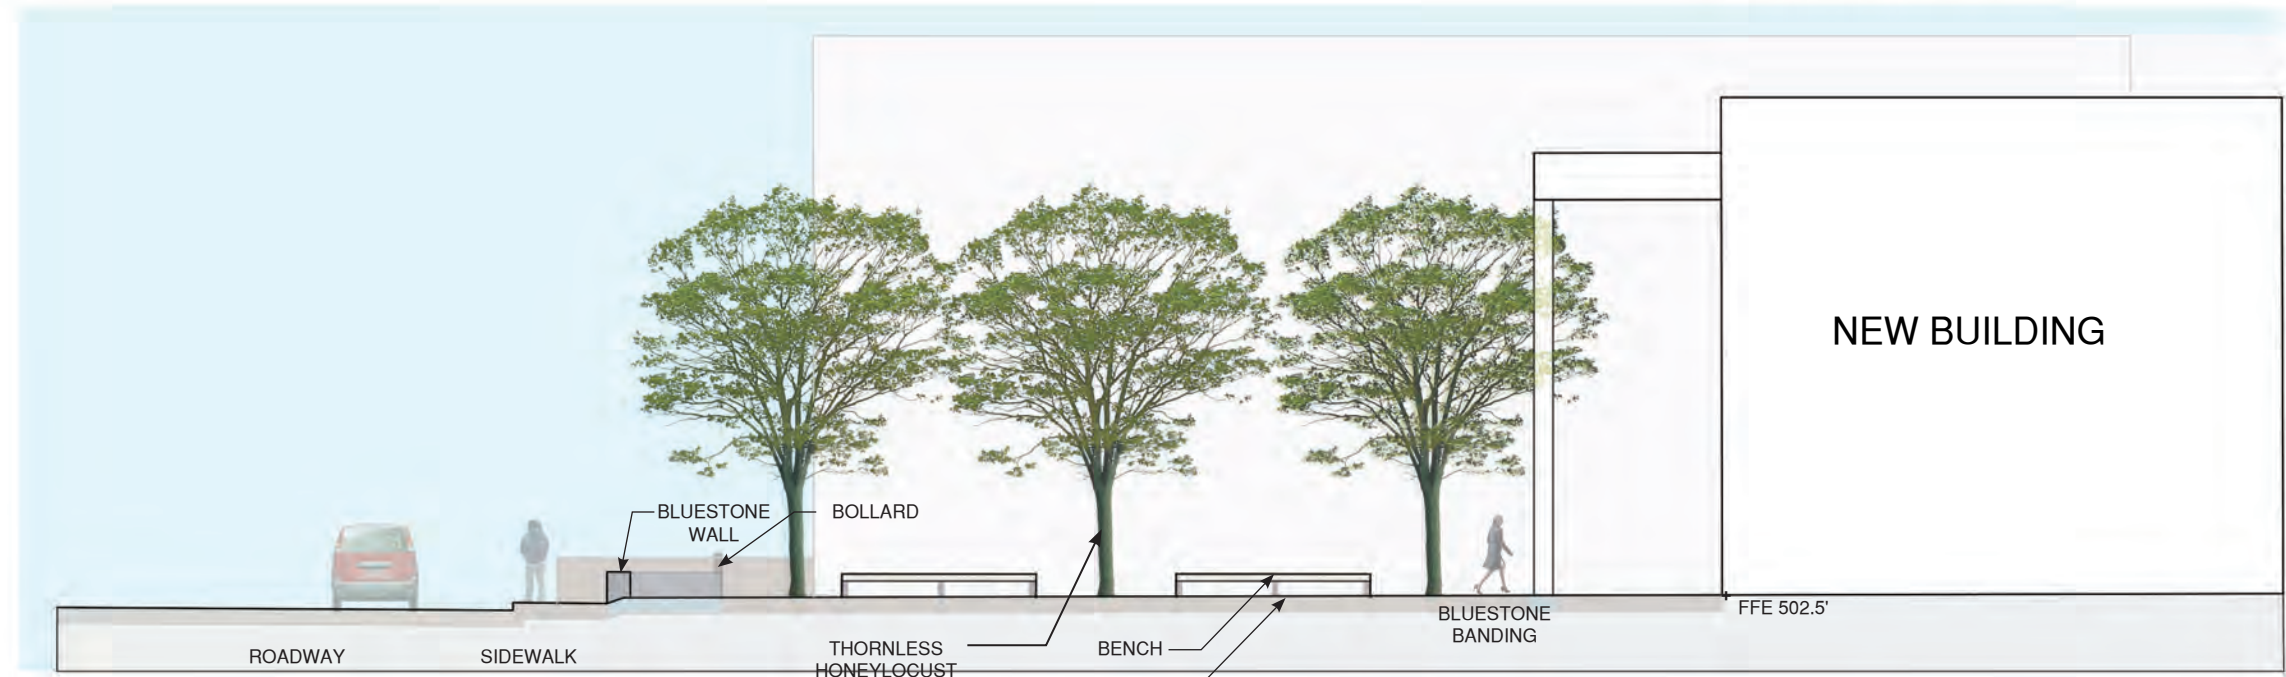 NEW BUILDING
BLUESTONE
WALL
BOLLARD
FFE 502.5'
BLUESTONE
BANDING
ROADWAY
SIDEWALK
THORNLESS
HONEYLOCUST
BENCH